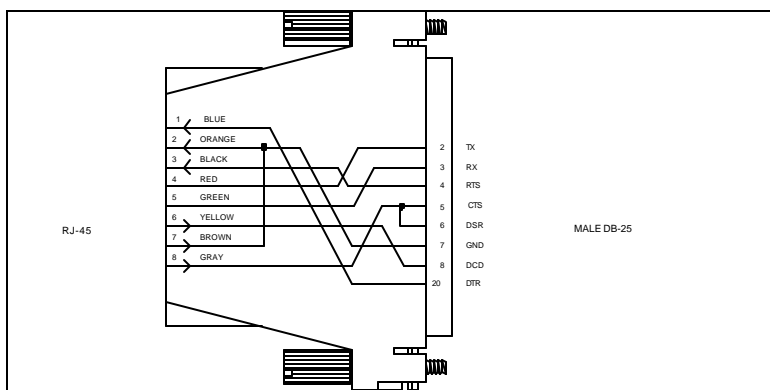 1 BLUE
2 ORANGE
3 BLACK
4 RED
5 GREEN
6 YELLOW
7 BROWN
8 GRAY
RJ-45
2 TX
3 RX
4 RTS
5 CTS
6 DSR
7 GND
8 DCD
20 DTR
MALE DB-25